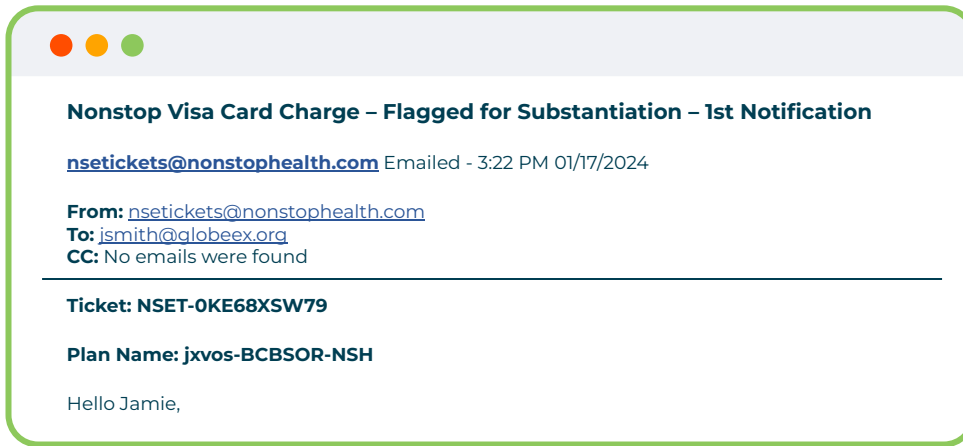 Nonstop Visa Card Charge – Flagged for Substantiation – 1st Notification
nsetickets@nonstophealth.com Emailed - 3:22 PM 01/17/2024
From: nsetickets@nonstophealth.com
To: jsmith@globeex.org
CC: No emails were found
Ticket: NSET-0KE68XSW79
Plan Name: jxvos-BCBSOR-NSH
Hello Jamie,